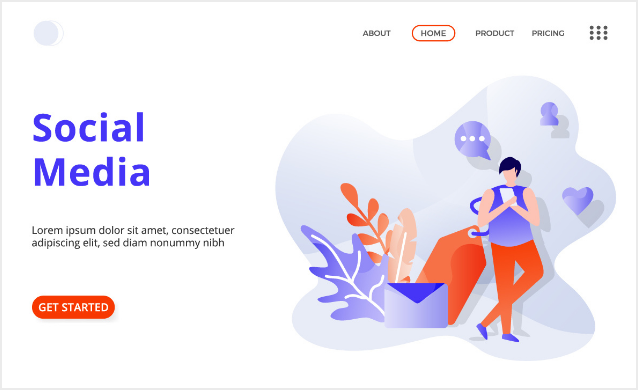 ABOUT HOME PRODUCT PRICING
Social
Media
Lorem ipsum dolor sit amet, consectetuer
adipiscing elit, sed diam nonummy nibh
GET STARTED